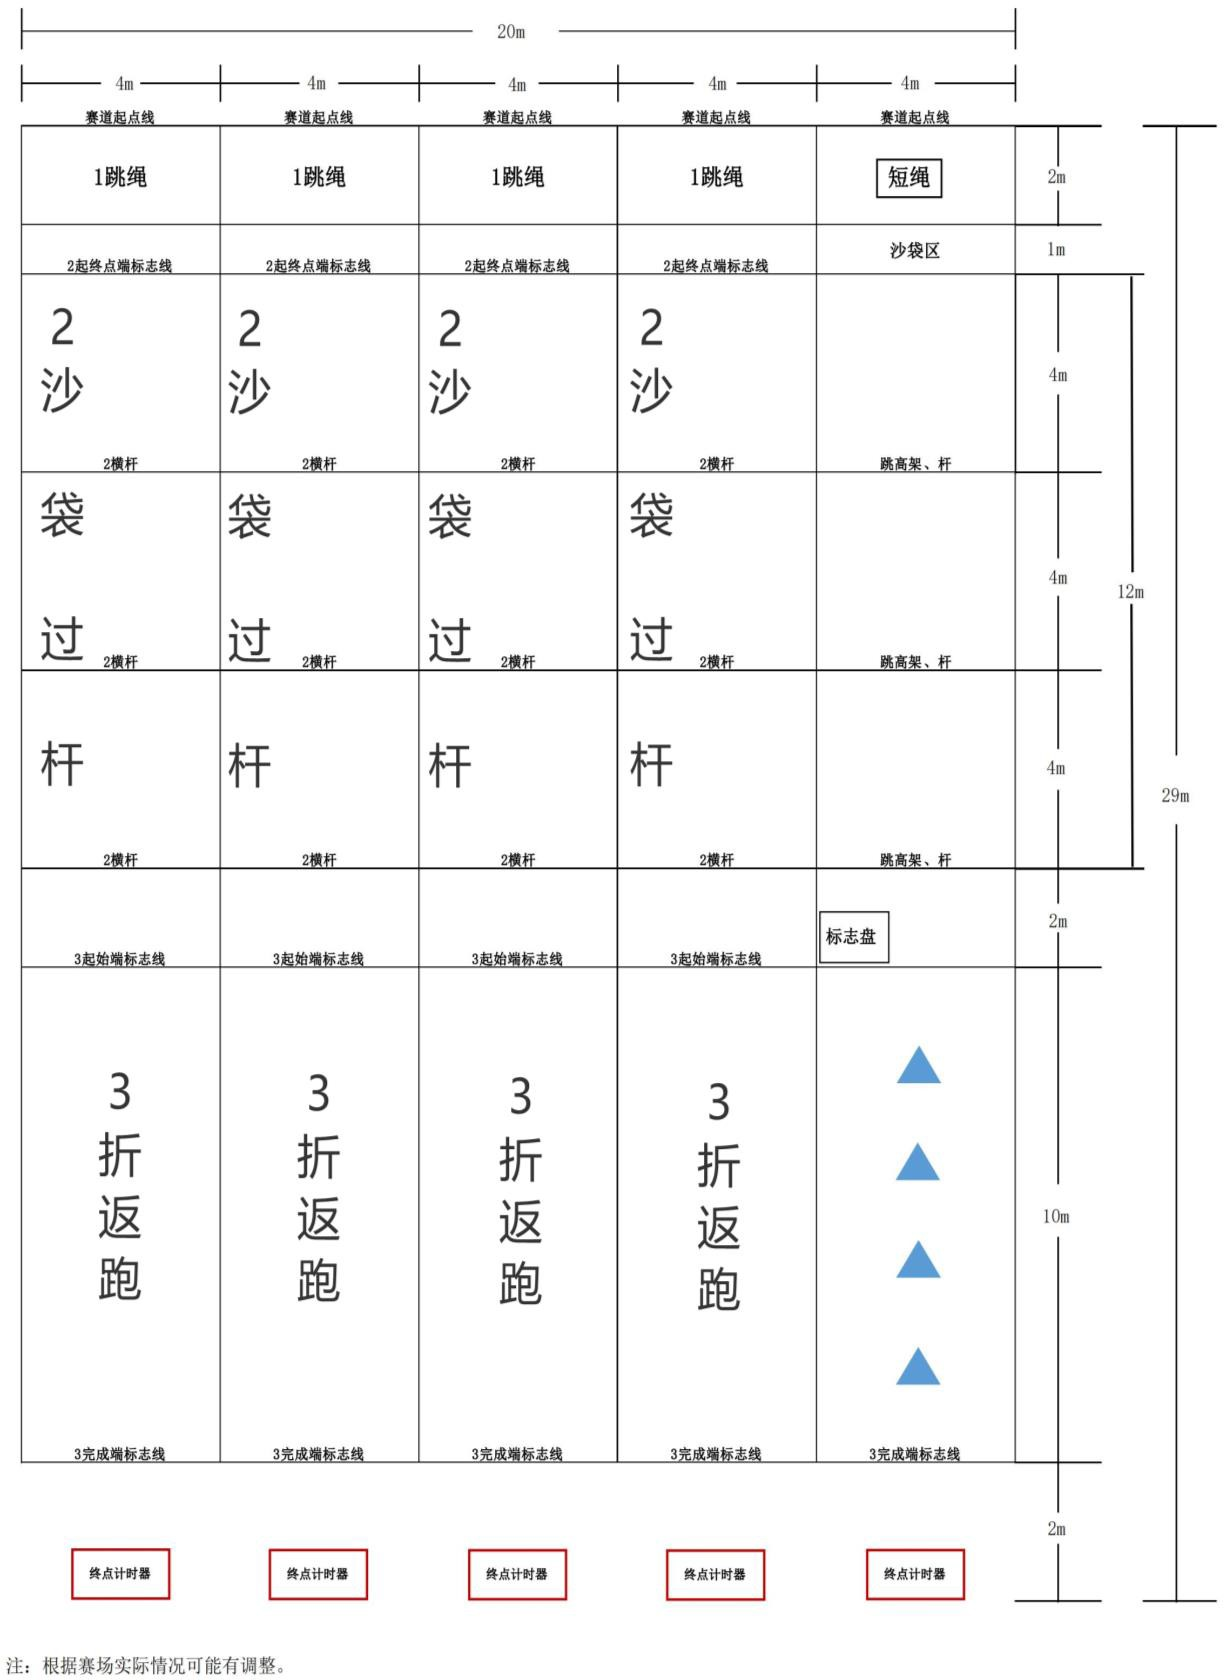 20m
4m 4m 4m 4m 4m
赛道起点线 赛道起点线 赛道起点线 赛道起点线 赛道起点线
1跳绳 1跳绳 1跳绳 1跳绳 短绳 2m
沙袋区 1m
2起终点端标志线 2起终点端标志线 2起终点端标志线 2起终点端标志线
2 2 2 2
沙 沙 沙 沙 4m
2横杆 2横杆 2横杆 2横杆 跳高架、杆
袋 袋 袋 袋
4m
12m
过 过 过 过
2横杆 2横杆 2横杆 2横杆 跳高架、杆
杆 杆 杆 杆 4m
29m
2横杆 2横杆 2横杆 2横杆 跳高架、杆
2m
标志盘
3起始端标志线 3起始端标志线 3起始端标志线 3起始端标志线
3 3 3 3
折 折 折 折
返 返 返 返 10m
跑 跑 跑 跑
3完成端标志线 3完成端标志线 3完成端标志线 3完成端标志线 3完成端标志线
2m
终点计时器 终点计时器 终点计时器 终点计时器 终点计时器
注：根据赛场实际情况可能有调整。